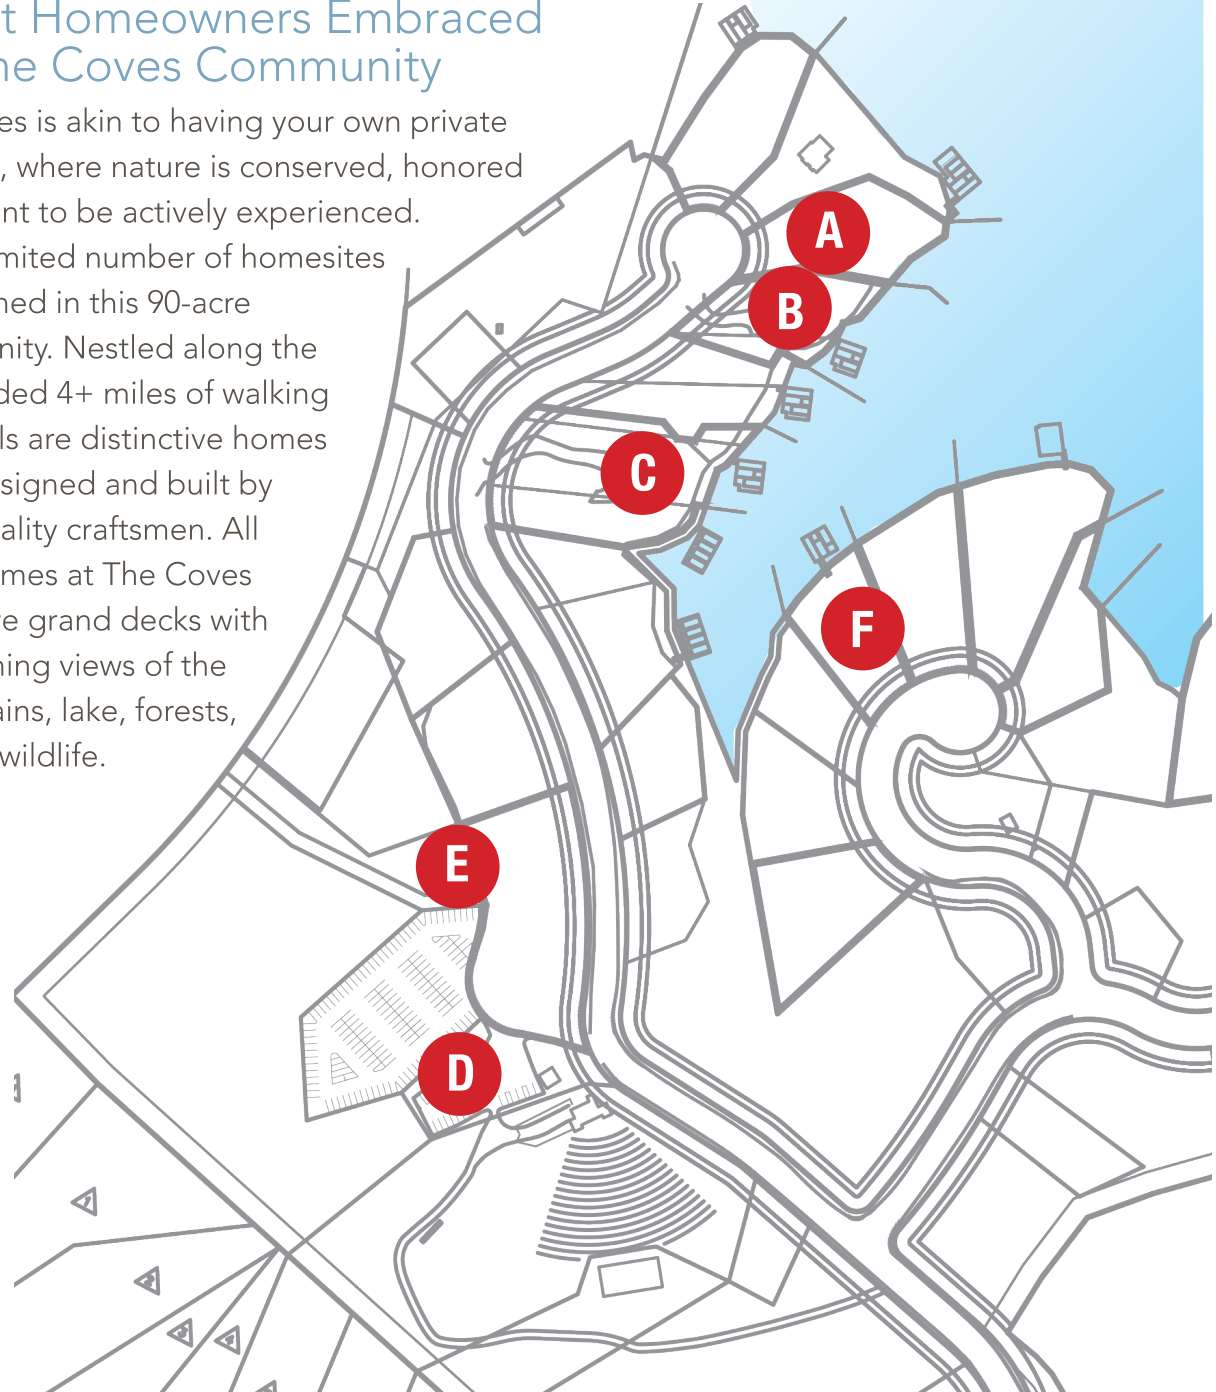 t Homeowners Embraced
he Coves Community
es is akin to having your own private
, where nature is conserved, honored
nt to be actively experienced.
mited number of homesites
ned in this 90-acre
nity. Nestled along the
ded 4+ miles of walking
ls are distinctive homes
signed and built by
ality craftsmen. All
mes at The Coves
e grand decks with
ning views of the
ains, lake, forests,
wildlife.
A
B
C
F
E
D